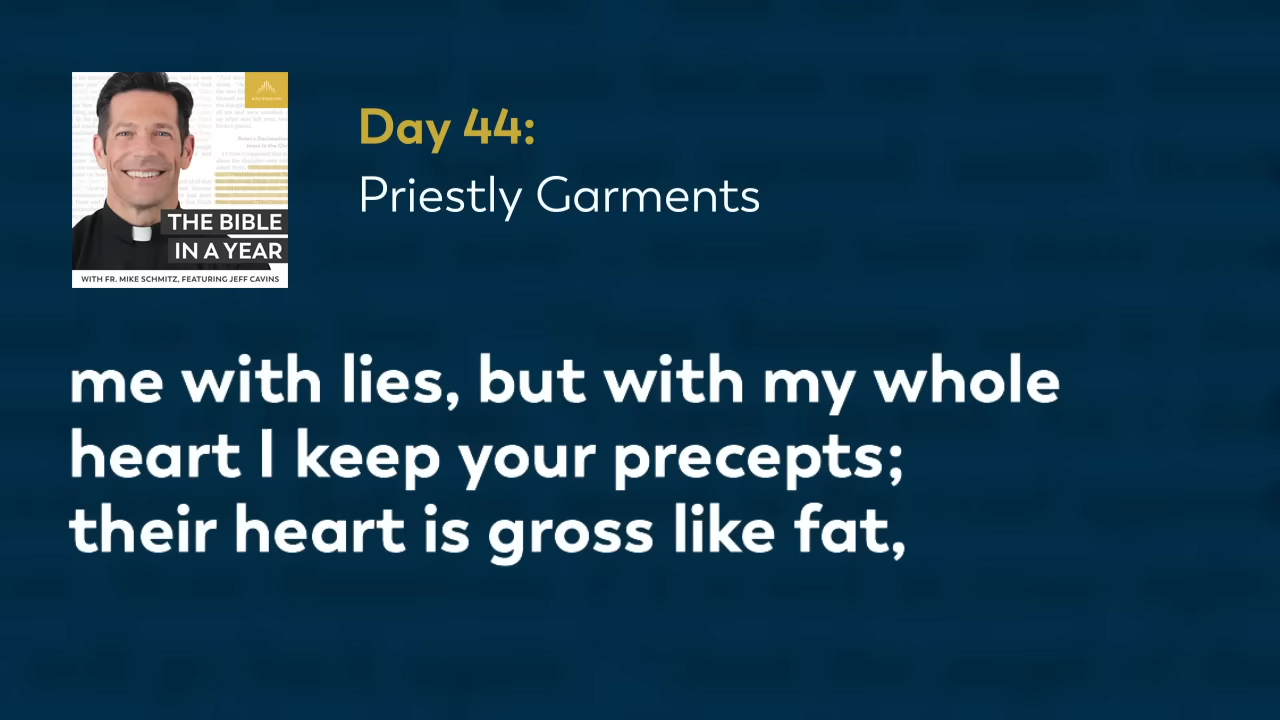 THE BIBLE
IN A YEAR
WITH FR. MIKE SCHMITZ, FEATURING JEFF CAVINS
Day 44:
Priestly Garments
me with lies, but with my whole
heart I keep your precepts;
their heart is gross like fat,